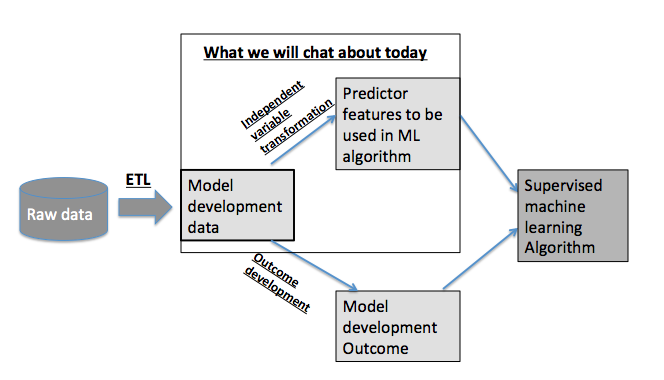 What we will chat about today
Independent
variable
transformation
Predictor
features to be
used in ML
algorithm
ETL
Raw data
Model
development
data
Supervised
machine
learning
Algorithm
Outcome
development
Model
development
Outcome